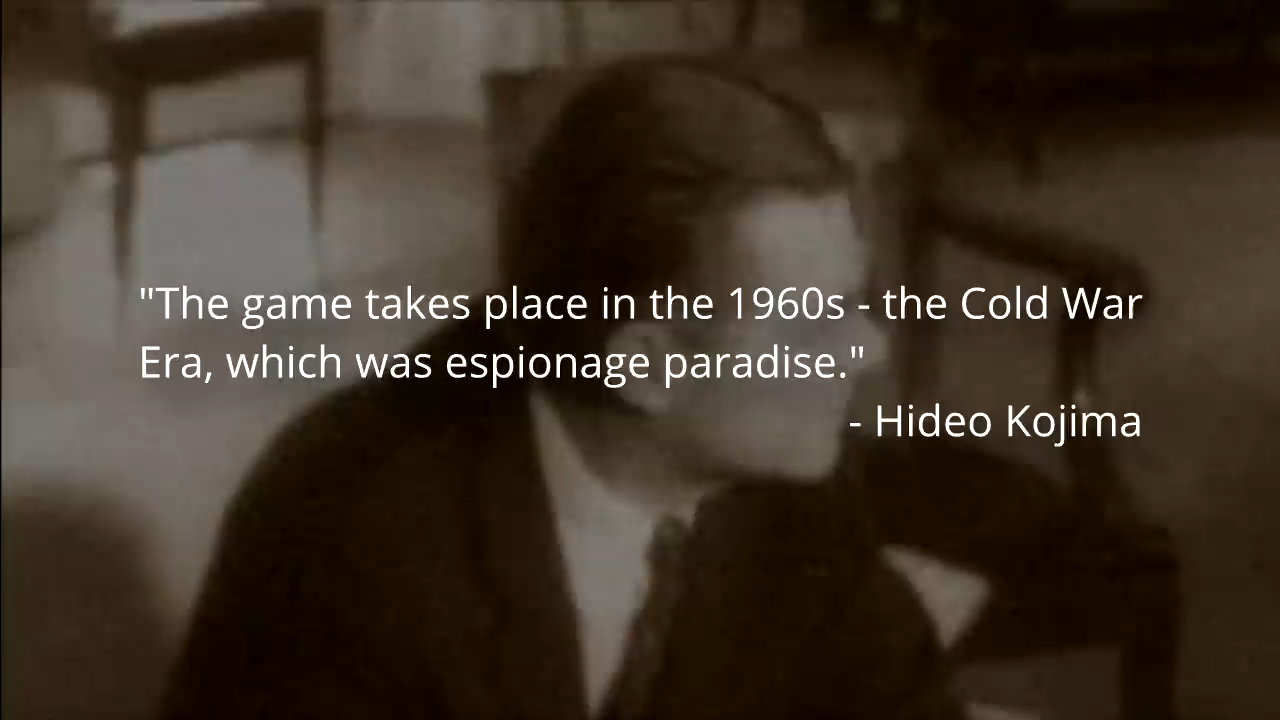 "The game takes place in the 1960s - the Cold War
Era, which was espionage paradise."
- Hideo Kojima